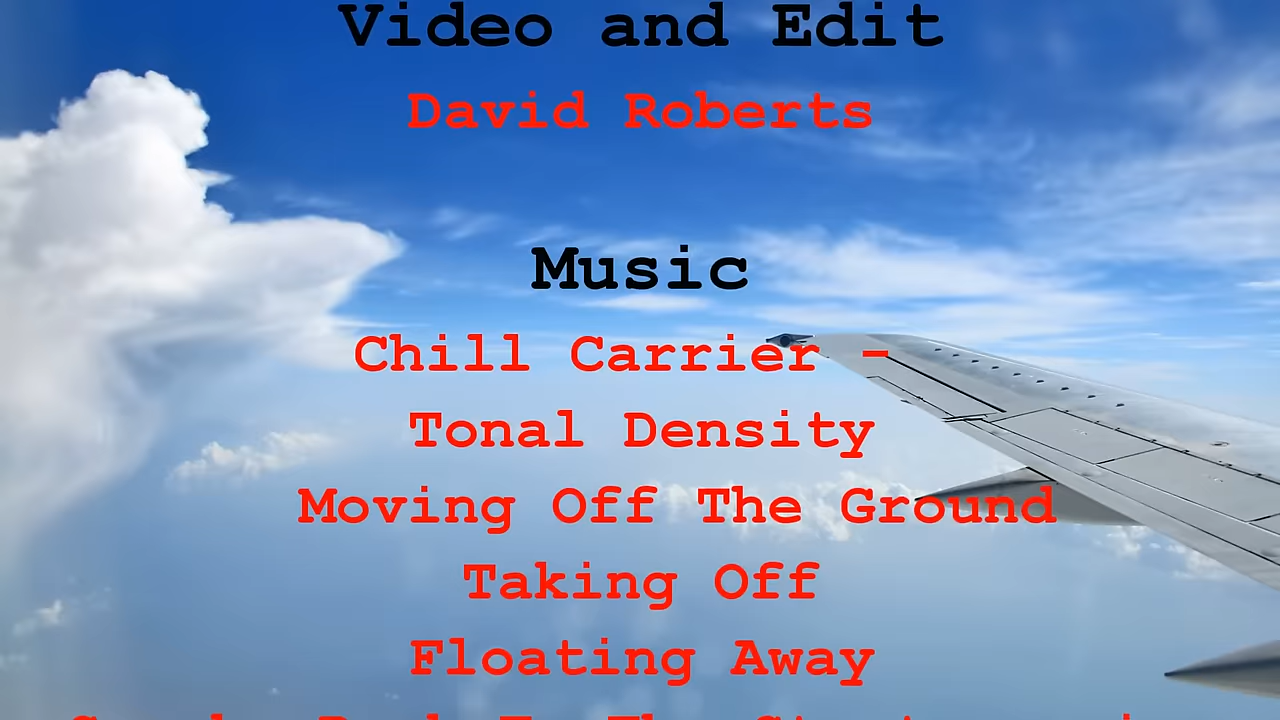 Video and Edit
David Roberts
Music
Chill Carrier -
Tonal Density
Moving Off The Ground
Taking Off
Floating Away